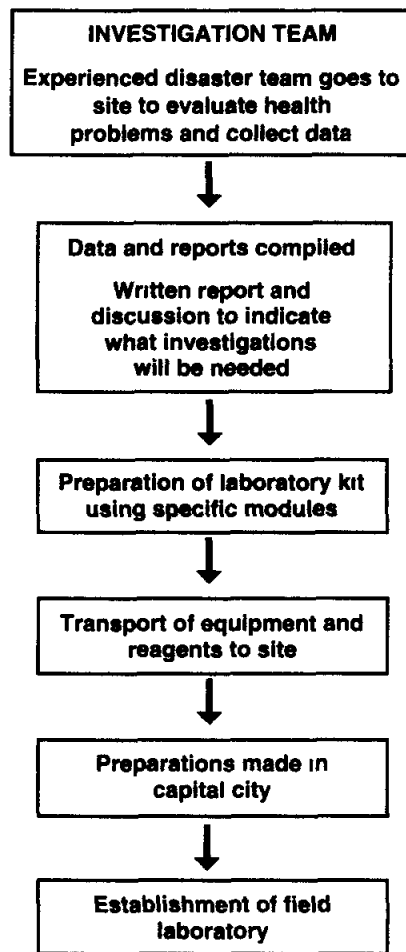 INVESTIGATION TEAM
Experienced disaster team goes to
site to evaluate health
problems and collect data
Data and reports compiled
Written report and
discussion to indicate
what investigations
will be needed
Preparation of laboratory kit
using specific modules
Transport of equipment and
reagents to site
Preparations made in
capital city
Establishment of field
laboratory